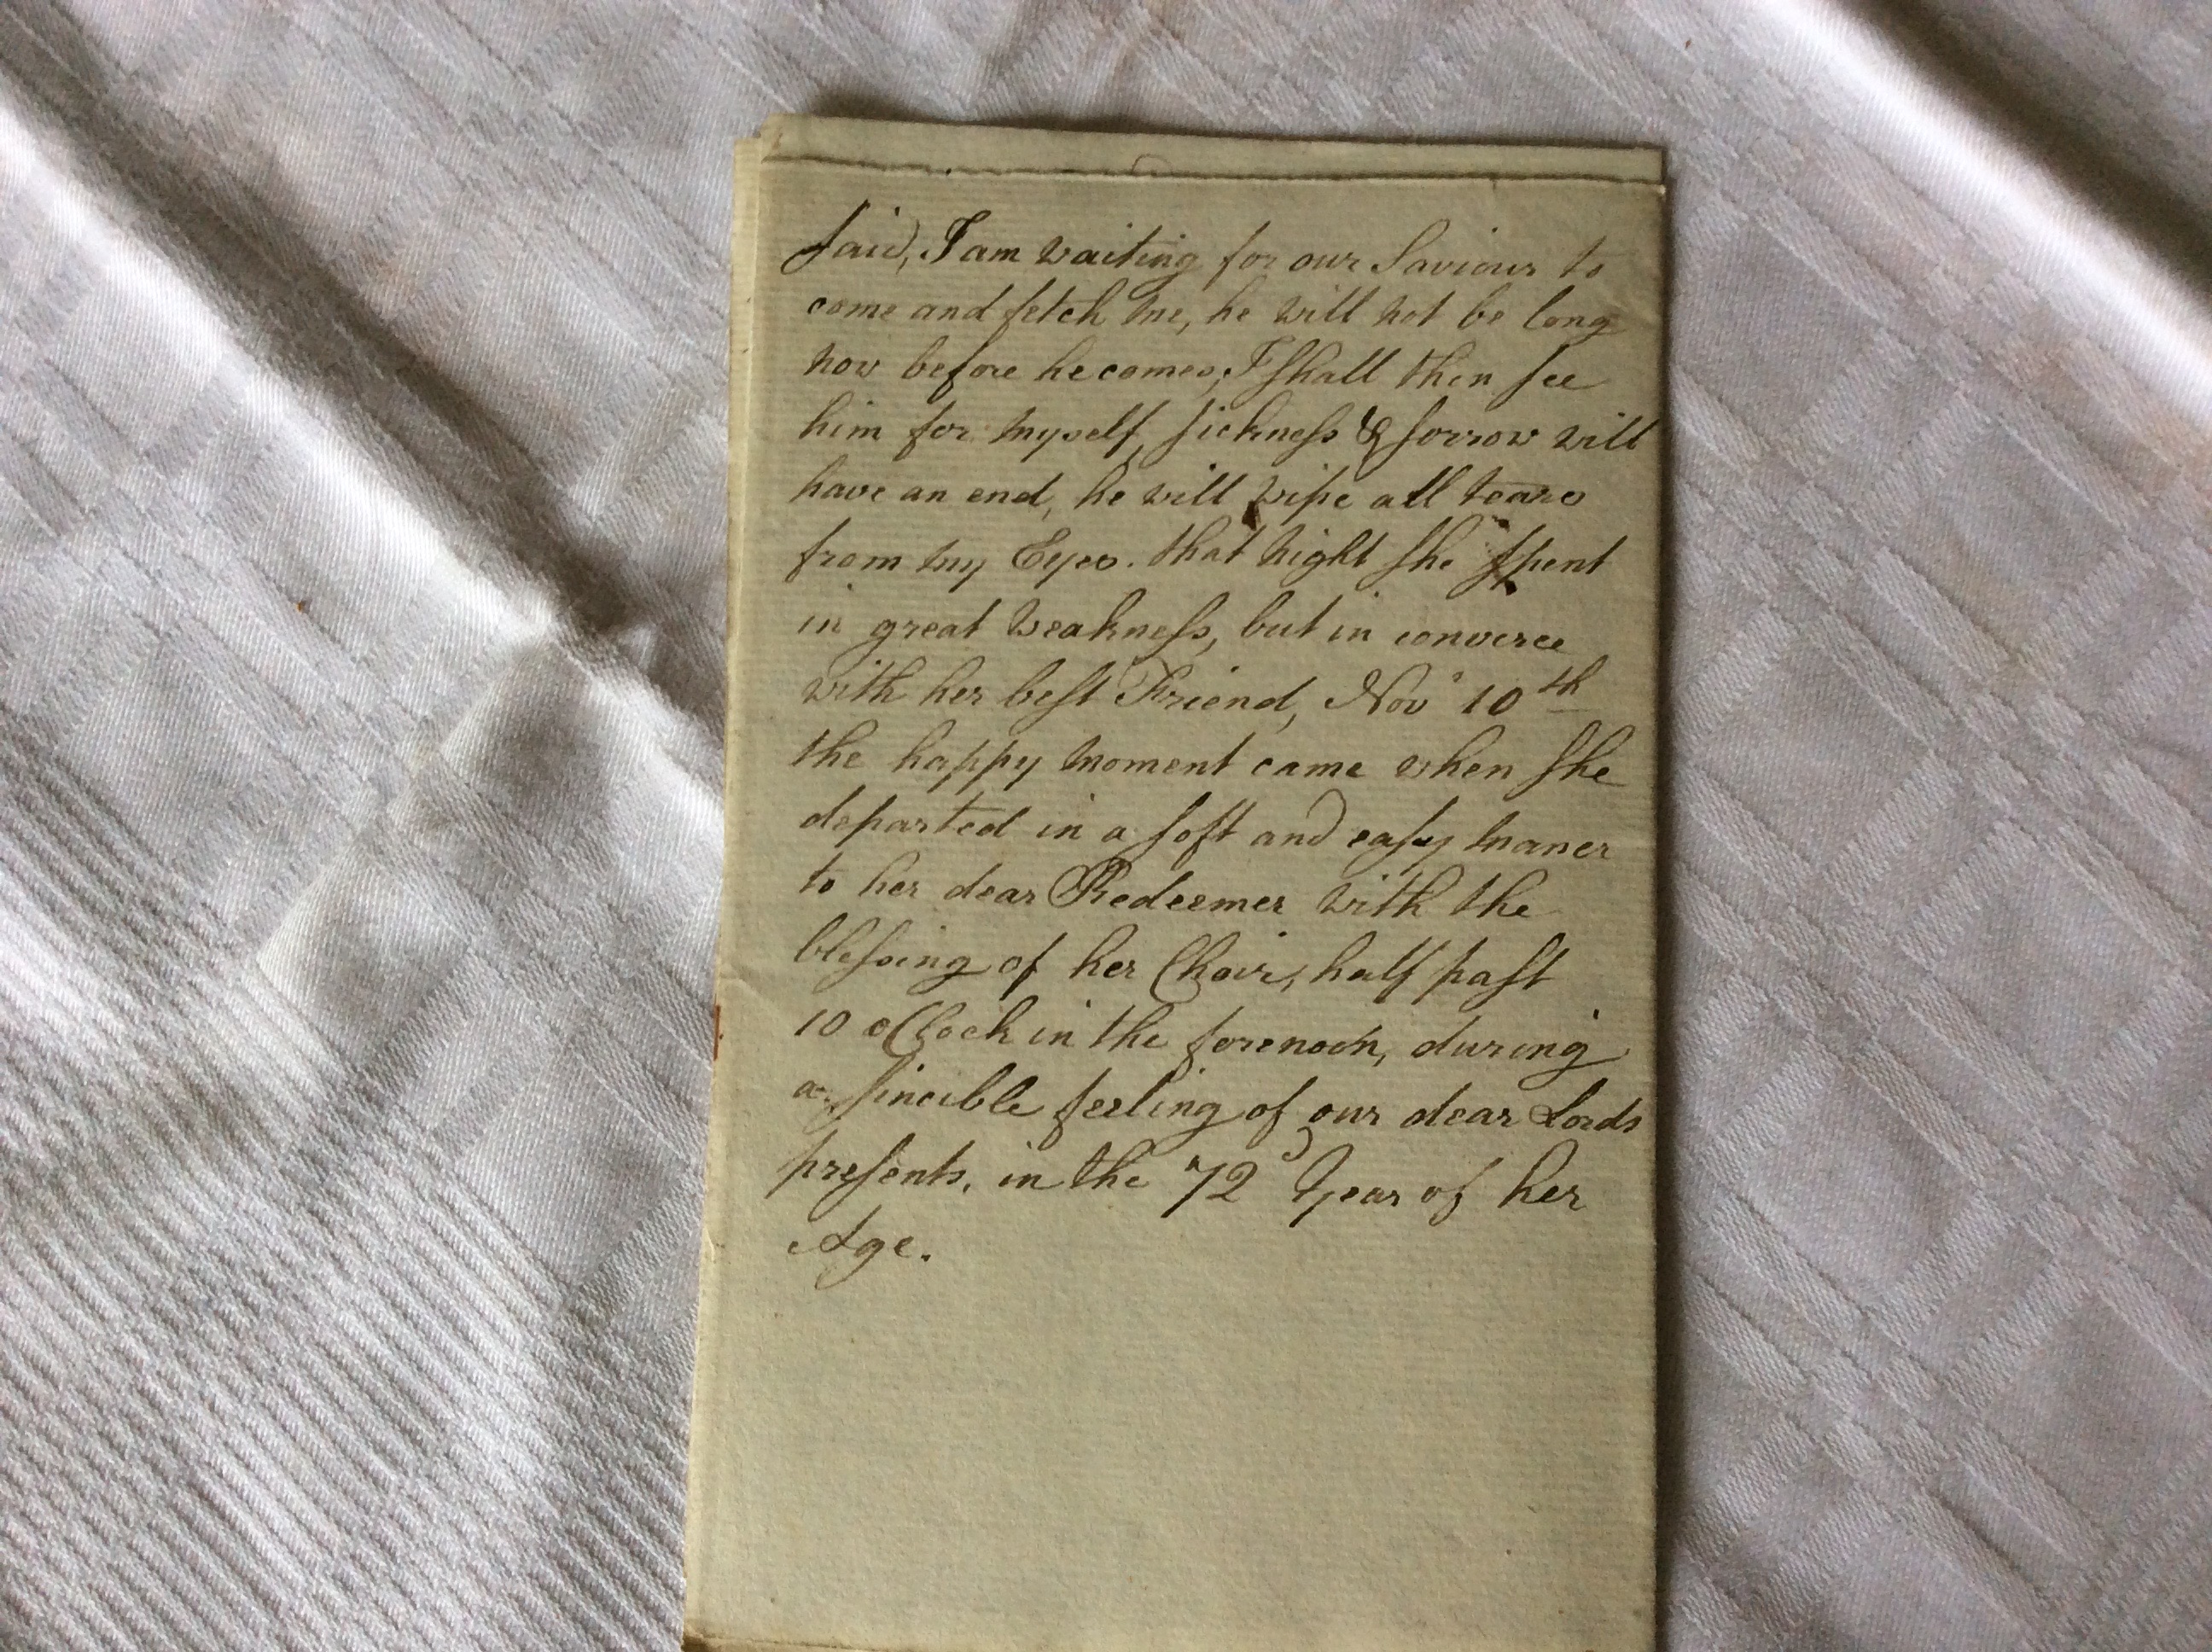 said, I am waiting for our Saviour to
come and fetch me, he will not be long
now before he comes, I shall then see
him for myself, sickness & sorrow will
have an end, he will wipe all tears
from my Eyes. that night she spent
in great weakness, but in converce
with her best Friend, Nov.r 10th
the happy moment came when she
departed in a soft and easy maner
to her dear Redeemer with the
blessing of her Choir, half past
10 oClock in the forenoon, during
a sincible feeling of our dear Lords
presents, in the 72d Year of her
Age.